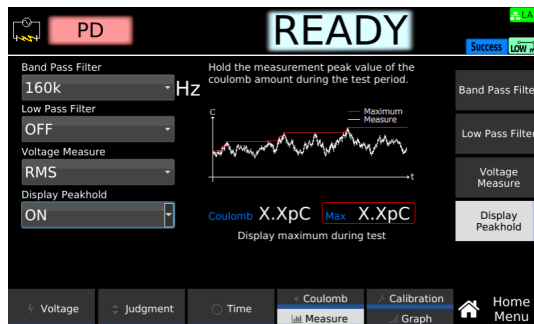 PD
READY
LA
Success
LOW
Band Pass Filter
160k
Hz
Low Pass Filter
OFF
Voltage Measure
RMS
Display Peakhold
ON
Hold the measurement peak value of the
coulomb amount during the test period.
C
Maximum
Measure
t
Coulomb X.XpC Max X.XpC
Display maximum during test
Band Pass Filte
Low Pass Filter
Voltage
Measure
Display
Peakhold
Voltage
Judgment
Time
Coulomb
Measure
Calibration
Graph
Home
Menu